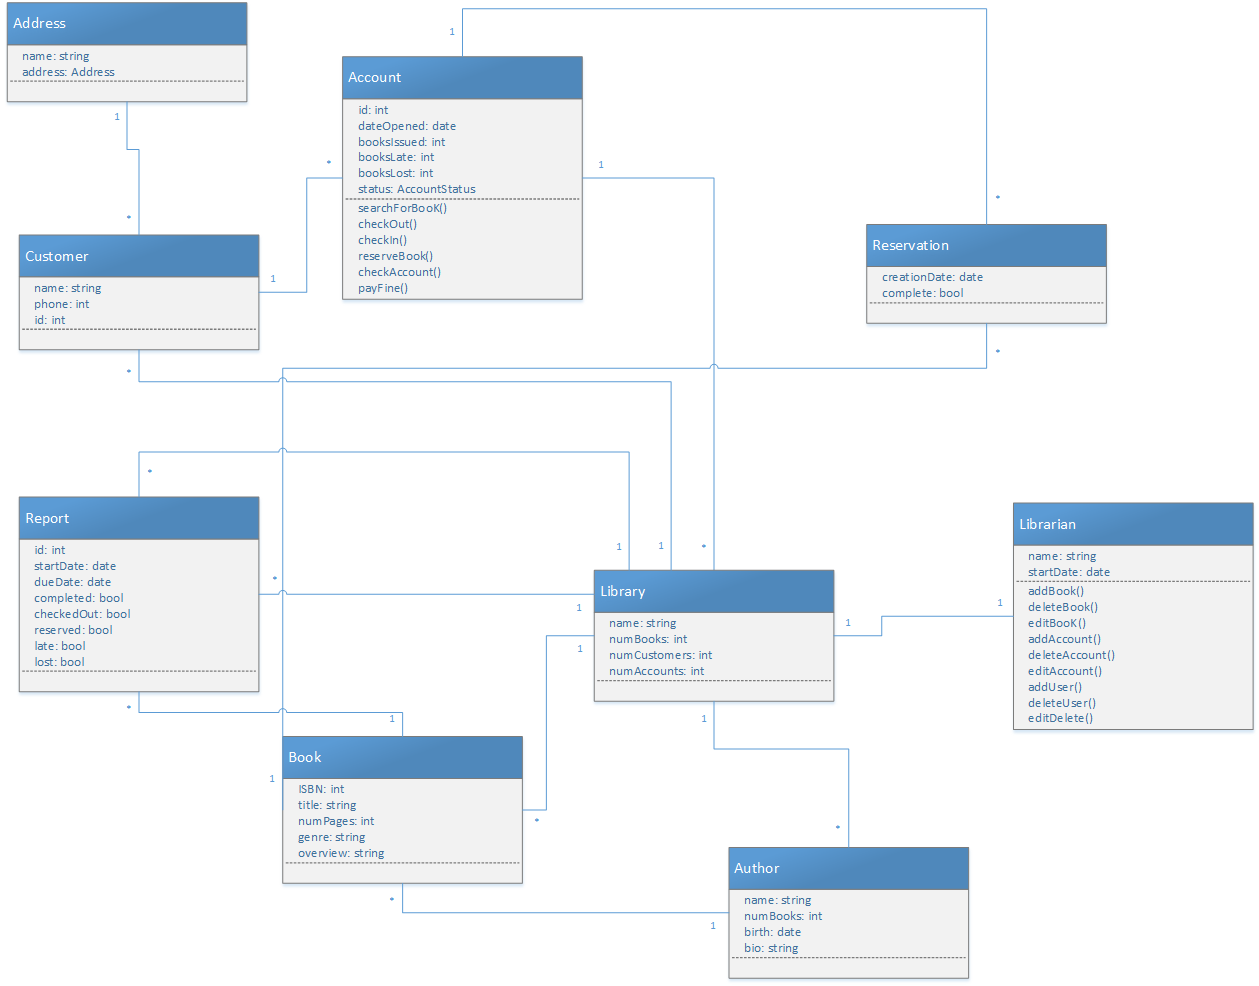 Address
name: string
address: Address
1
*
Account
id: int
dateOpened: date
booksIssued: int
booksLate: int
booksLost: int
status: AccountStatus
searchForBooK()
checkOut()
checkIn()
reserveBook()
checkAccount()
payFine()
1
*
1
*
Customer
name: string
phone: int
id: int
1
*
Reservation
creationDate: date
complete: bool
*
Report
id: int
startDate: date
dueDate: date
completed: bool
checkedOut: bool
reserved: bool
late: bool
lost: bool
*
*
*
1
1
*
1
1
Library
name: string
numBooks: int
numCustomers: int
numAccounts: int
1
1
1
Librarian
name: string
startDate: date
addBook()
deleteBook()
editBooK()
addAccount()
deleteAccount()
editAccount()
addUser()
deleteUser()
editDelete()
1
1
Book
ISBN: int
title: string
numPages: int
genre: string
overview: string
*
*
*
1
Author
name: string
numBooks: int
birth: date
bio: string